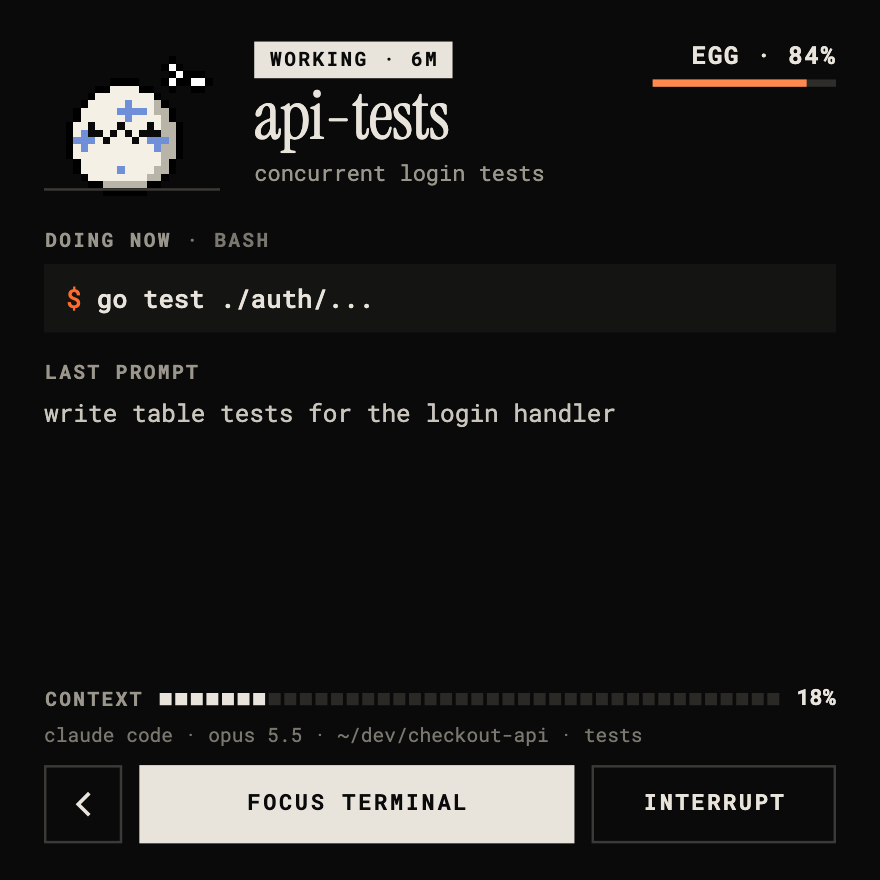 WORKING · 6M
EGG · 84%
api-tests
concurrent login tests
DOING NOW · BASH
$ go test ./auth/...
LAST PROMPT
write table tests for the login handler
CONTEXT 18%
claude code · opus 5.5 · ~/dev/checkout-api · tests
FOCUS TERMINAL
INTERRUPT